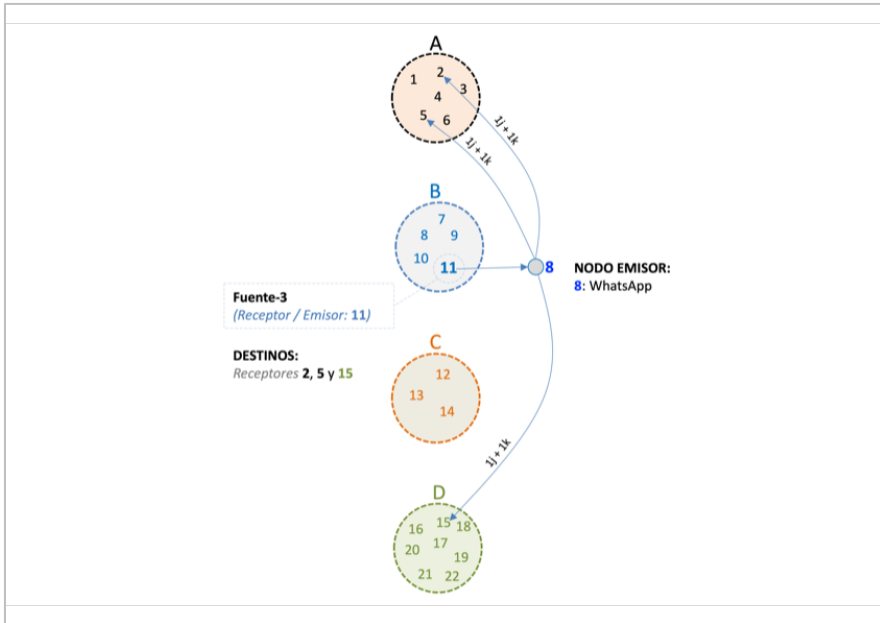 A
1 2 3
4
5 6
1j + 1k
1j + 1k
B
7
8 9
10
11
8
NODO EMISOR:
8: WhatsApp
Fuente-3
(Receptor / Emisor: 11)
DESTINOS:
Receptores 2, 5 y 15
C
12
13
14
1j + 1k
D
16 15 18
20 17
19
21 22